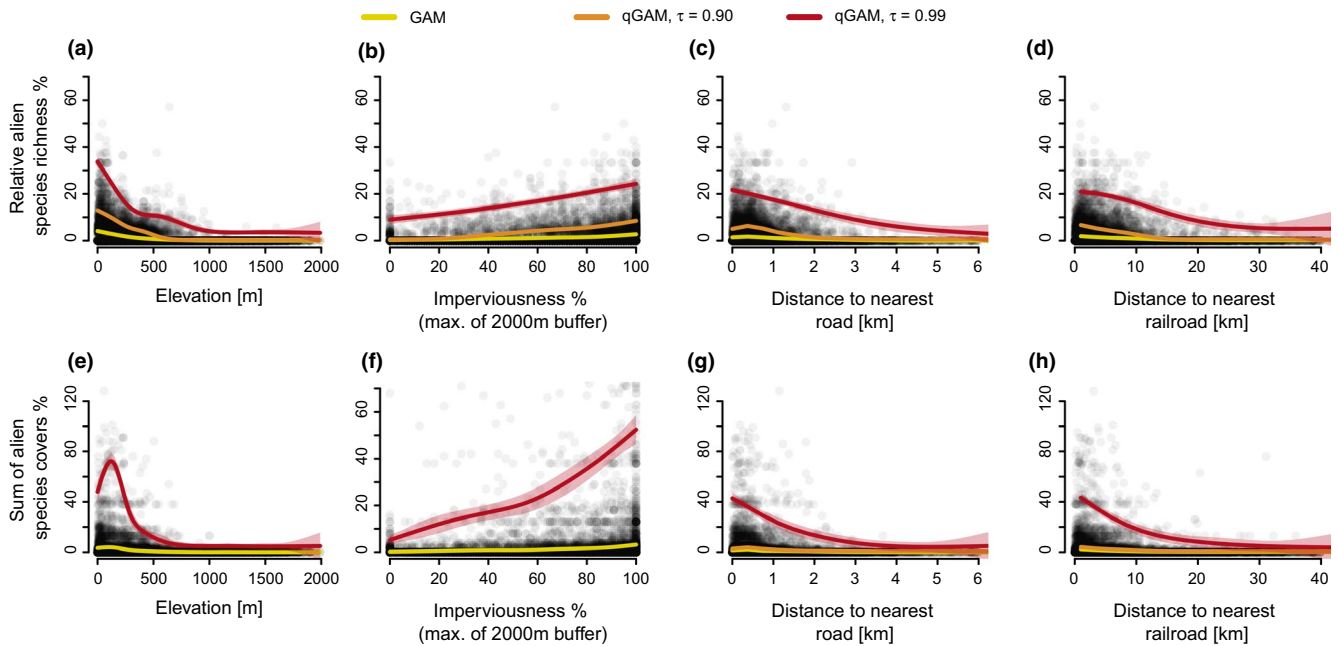 GAM
qGAM, τ = 0.90
qGAM, τ = 0.99
(a)
(b)
(c)
(d)
Relative alien
species richness %
0 20 40 60
0 500 1000 1500 2000
Elevation [m]
0 20 40 60
0 20 40 60 80 100
Imperviousness %
(max. of 2000m buffer)
0 20 40 60
0 1 2 3 4 5 6
Distance to nearest
road [km]
0 20 40 60
0 10 20 30 40
Distance to nearest
railroad [km]
(e)
(f)
(g)
(h)
Sum of alien
species covers %
0 40 80 120
0 500 1000 1500 2000
Elevation [m]
0 20 40 60
0 20 40 60 80 100
Imperviousness %
(max. of 2000m buffer)
0 40 80 120
0 1 2 3 4 5 6
Distance to nearest
road [km]
0 40 80 120
0 10 20 30 40
Distance to nearest
railroad [km]